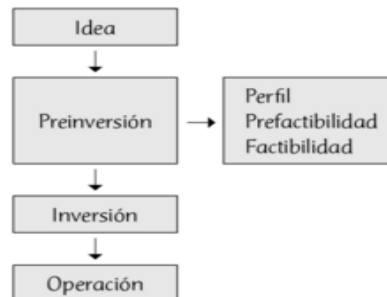 Idea
Preinversión
Perfil
Prefactibilidad
Factibilidad
Inversión
Operación